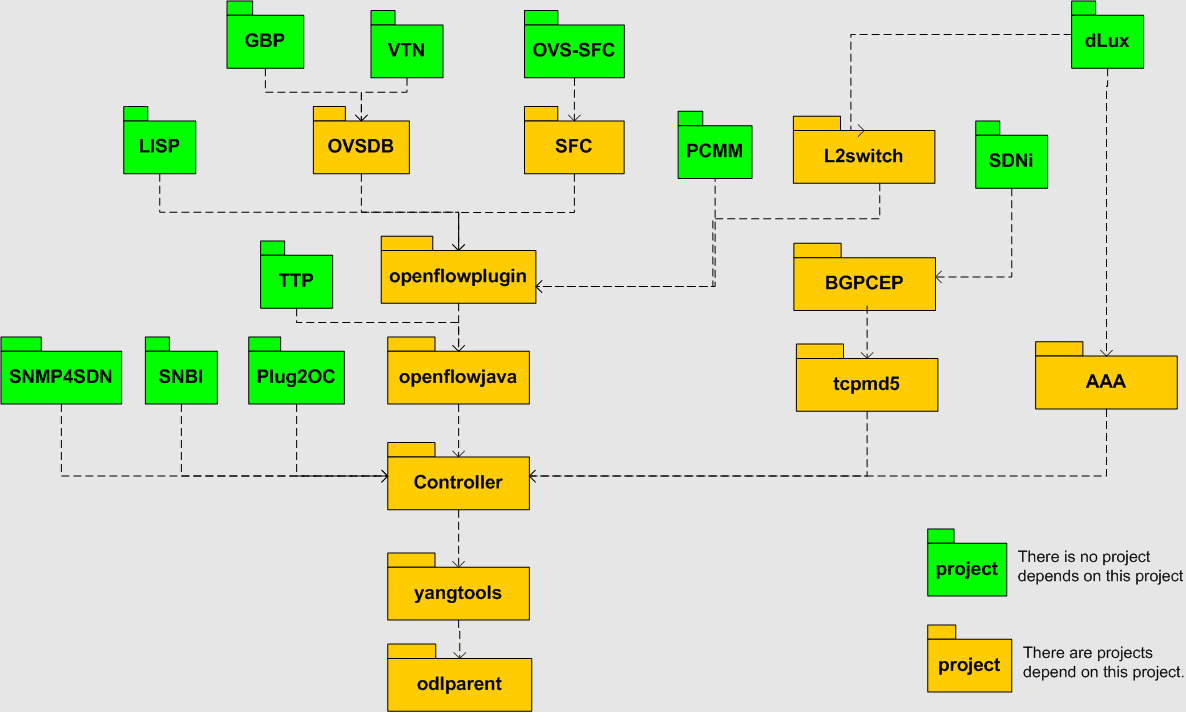 GBP
VTN
OVS-SFC
dLux
LISP
OVSDB
SFC
PCMM
L2switch
SDNi
TTP
openflowplugin
BGPCEP
SNMP4SDN
SNBI
Plug2OC
openflowjava
tcpmd5
AAA
Controller
project
There is no project
depends on this project
yangtools
project
There are projects
depend on this project.
odlparent